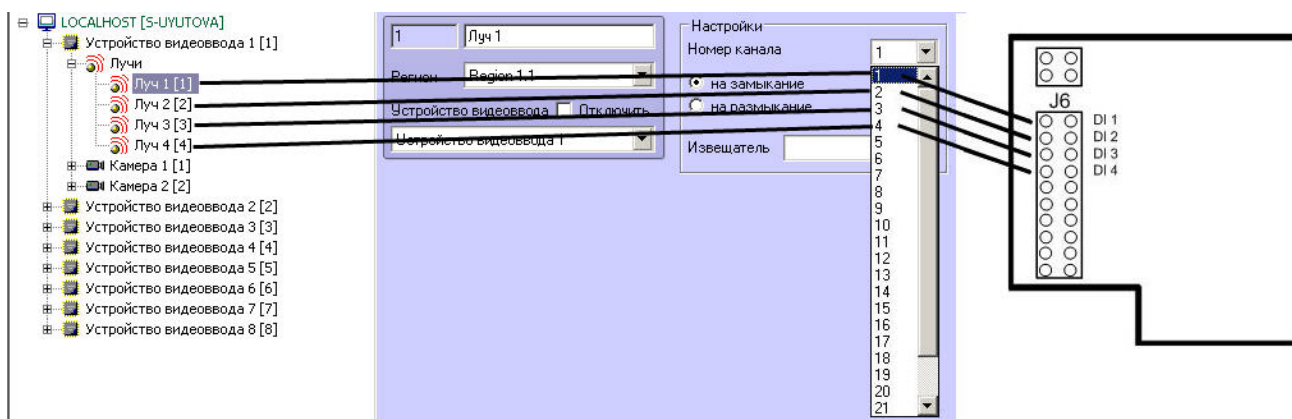 LOCALHOST [S-UYUTOVA]
Устройство видеоввода 1 [1]
Лучи
Луч 1 [1]
Луч 2 [2]
Луч 3 [3]
Луч 4 [4]
Камера 1 [1]
Камера 2 [2]
Устройство видеоввода 2 [2]
Устройство видеоввода 3 [3]
Устройство видеоввода 4 [4]
Устройство видеоввода 5 [5]
Устройство видеоввода 6 [6]
Устройство видеоввода 7 [7]
Устройство видеоввода 8 [8]
1 Луч 1
Регион Region 1.1
Устройство видеоввода Отключить
Устройство видеоввода 1
Настройки
Номер канала 1
на замыкание
на размыкание
Извещатель
1
2
3
4
5
6
7
8
9
10
11
12
13
14
15
16
17
18
19
20
21
J6
DI 1
DI 2
DI 3
DI 4